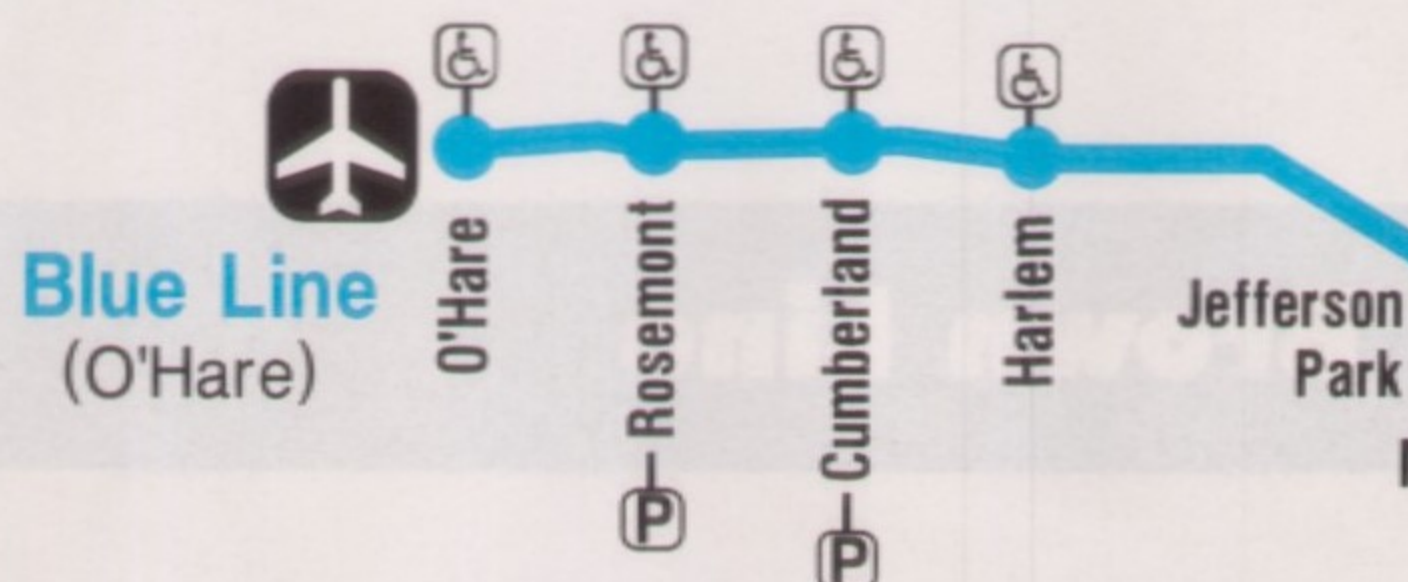 Blue Line
(O'Hare)
O'Hare
Rosemont
P
Cumberland
P
Harlem
Jefferson
Park